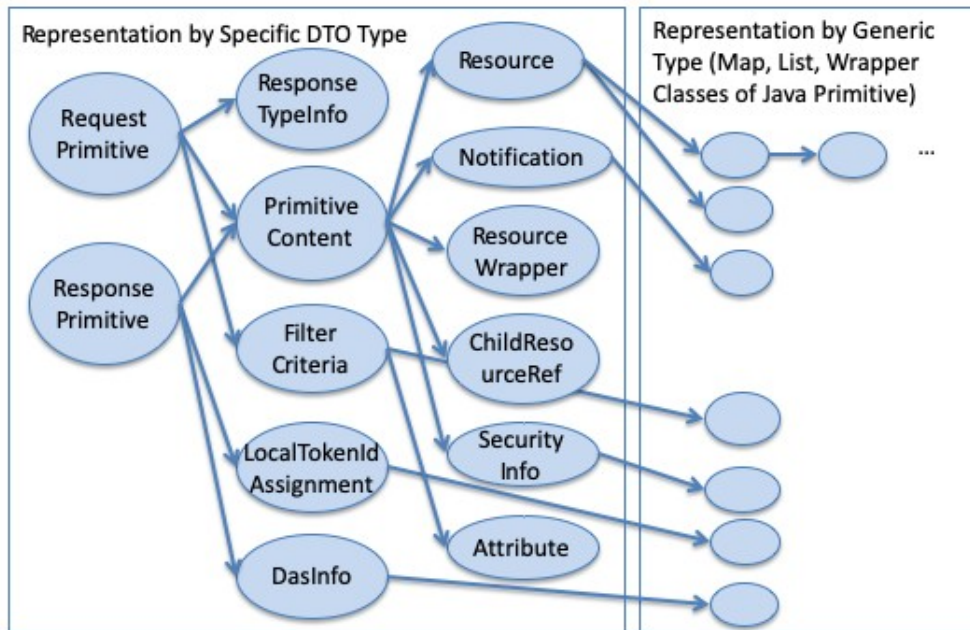 Representation by Specific DTO Type
Representation by Generic
Type (Map, List, Wrapper
Classes of Java Primitive)
Request
Primitive
Response
Primitive
Response
TypeInfo
Primitive
Content
Filter
Criteria
LocalTokenId
Assignment
DasInfo
Resource
Notification
Resource
Wrapper
ChildReso
urceRef
Security
Info
Attribute
...